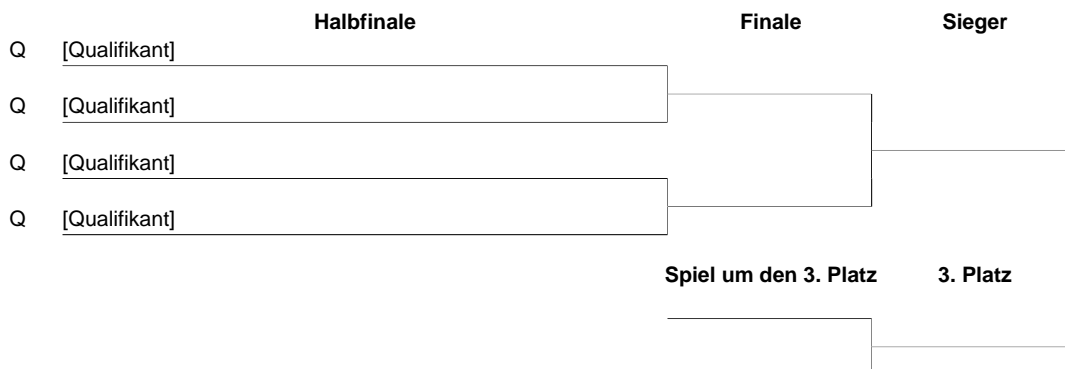 Halbfinale Finale Sieger
Q [Qualifikant]
Q [Qualifikant]
Q [Qualifikant]
Q [Qualifikant]
Spiel um den 3. Platz 3. Platz